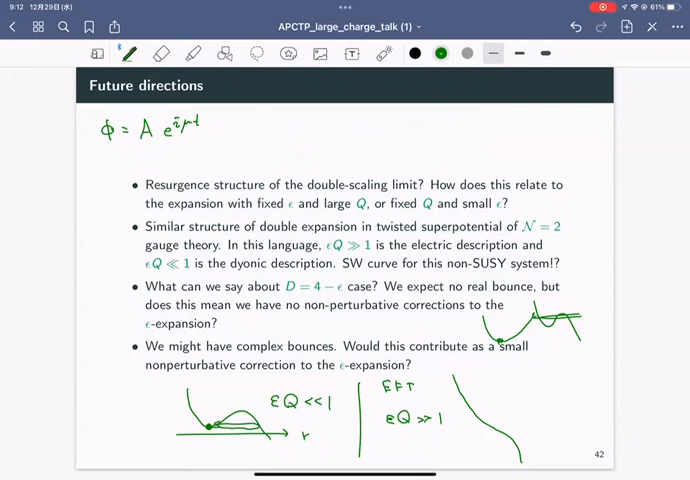 9:12 12月29日(水)
61%
APCTP_large_charge_talk (1)
Future directions
ϕ = A e^{iμt}
• Resurgence structure of the double-scaling limit? How does this relate to
the expansion with fixed ϵ and large Q, or fixed Q and small ϵ?
• Similar structure of double expansion in twisted superpotential of 𝒩 = 2
gauge theory. In this language, ϵQ ≫ 1 is the electric description and
ϵQ ≪ 1 is the dyonic description. SW curve for this non-SUSY system!?
• What can we say about D = 4 − ϵ case? We expect no real bounce, but
does this mean we have no non-perturbative corrections to the
ϵ-expansion?
• We might have complex bounces. Would this contribute as a small
nonperturbative correction to the ϵ-expansion?
εQ << 1
r
EFT
εQ >> 1
42